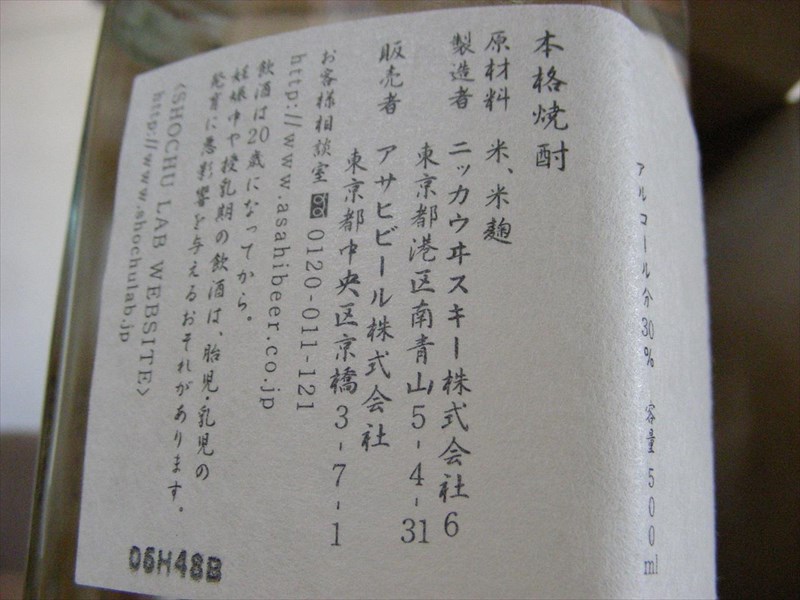 アルコール分30% 容量500ml
本格焼酎
原材料 米、米麹
製造者 ニッカウヰスキー株式会社6
東京都港区南青山5-4-31
販売者 アサヒビール株式会社
東京都中央区京橋3-7-1
お客様相談室 0120-011-121
http://www.asahibeer.co.jp
飲酒は20歳になってから。
妊娠中や授乳期の飲酒は、胎児・乳児の
発育に悪影響を与えるおそれがあります。
〈SHOCHU LAB WEBSITE〉
http://www.shochulab.jp
06H48B